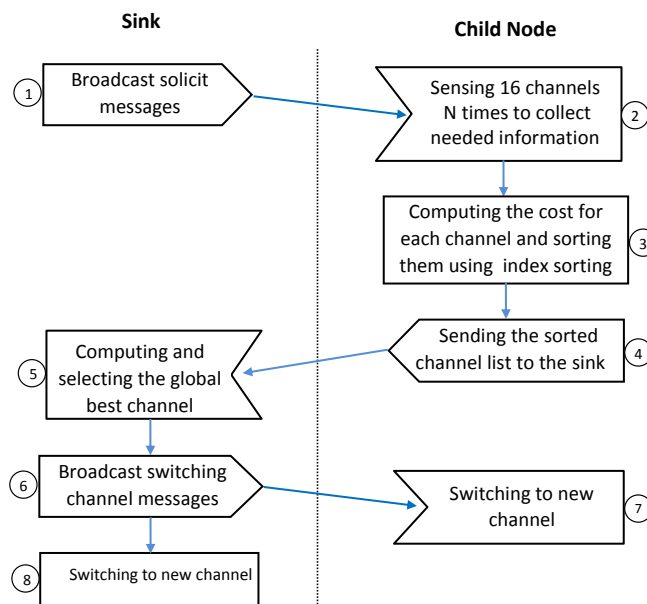 Sink
Child Node
1
Broadcast solicit
messages
Sensing 16 channels
N times to collect
needed information
2
Computing the cost for
each channel and sorting
them using index sorting
3
Sending the sorted
channel list to the sink
4
5
Computing and
selecting the global
best channel
6
Broadcast switching
channel messages
Switching to new
channel
7
8
Switching to new channel